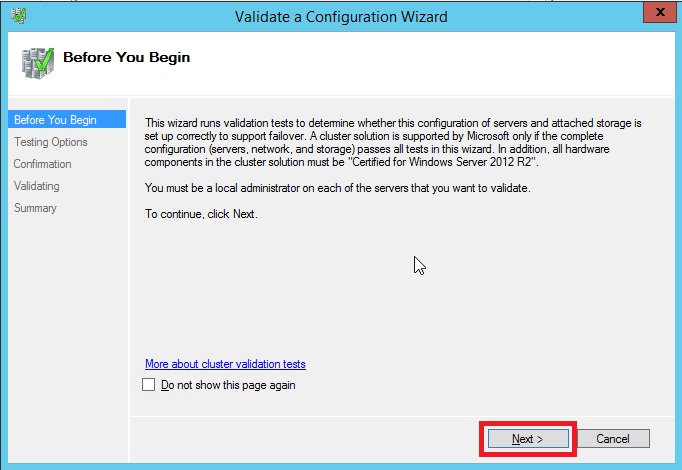 Validate a Configuration Wizard
x
Before You Begin
Before You Begin
Testing Options
Confirmation
Validating
Summary
This wizard runs validation tests to determine whether this configuration of servers and attached storage is
set up correctly to support failover. A cluster solution is supported by Microsoft only if the complete
configuration (servers, network, and storage) passes all tests in this wizard. In addition, all hardware
components in the cluster solution must be "Certified for Windows Server 2012 R2".
You must be a local administrator on each of the servers that you want to validate.
To continue, click Next.
More about cluster validation tests
Do not show this page again
Next >
Cancel